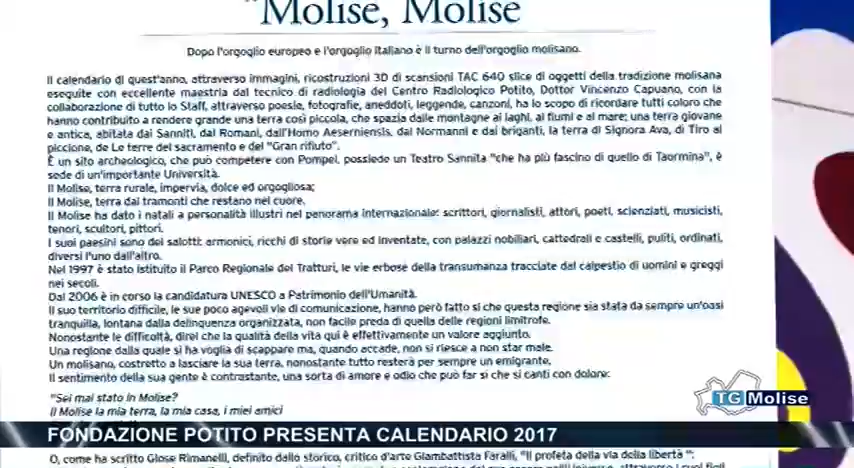 "Molise, Molise
Dopo l'orgoglio europeo e l'orgoglio italiano è il turno dell'orgoglio molisano.
Il calendario di quest'anno, attraverso immagini, ricostruzioni 3D di scansioni TAC 640 slice di oggetti della tradizione molisana
eseguite con eccellente maestria dal tecnico di radiologia del Centro Radiologico Potito, Dottor Vincenzo Capuano, con la
collaborazione di tutto lo Staff, attraverso poesie, fotografie, aneddoti, leggende, canzoni, ha lo scopo di ricordare tutti coloro che
hanno contribuito a rendere grande una terra così piccola, che spazia dalle montagne ai laghi, ai fiumi e al mare; una terra giovane
e antica, abitata dai Sanniti, dai Romani, dall'Homo Aeserniensis, dai Normanni e dai briganti, la terra di Signora Ava, di Tiro al
piccione, de Le terre del sacramento e del "Gran rifiuto".
È un sito archeologico, che può competere con Pompei, possiede un Teatro Sannita "che ha più fascino di quello di Taormina", è
sede di un'importante Università.
Il Molise, terra rurale, impervia, dolce ed orgogliosa;
Il Molise, terra dai tramonti che restano nel cuore.
Il Molise ha dato i natali a personalità illustri nel penorama internazionale: scrittori, giornalisti, attori, poeti, scienziati, musicisti,
tenori, scultori, pittori.
I suoi paesini sono dei salotti: armonici, ricchi di storie vere ed inventate, con palazzi nobiliari, cattedrali e castelli, puliti, ordinati,
diversi l'uno dall'altro.
Nel 1997 è stato istituito il Parco Regionale dei Tratturi, le vie erbose della transumanza tracciate dal calpestio di uomini e greggi
nei secoli.
Dal 2006 è in corso la candidatura UNESCO a Patrimonio dell'Umanità.
Il suo territorio difficile, le sue poco agevoli vie di comunicazione, hanno però fatto sì che questa regione sia stata da sempre un'oasi
tranquilla, lontana dalla delinquenza organizzata, non facile preda di quella delle regioni limitrofe.
Nonostante le difficoltà, direi che la qualità della vita qui è effettivamente un valore aggiunto.
Una regione dalla quale si ha voglia di scappare ma, quando accade, non si riesce a non star male.
Un molisano, costretto a lasciare la sua terra, nonostante tutto resterà per sempre un emigrante.
Il sentimento della sua gente è contrastante, una sorta di amore e odio che può far sì che si canti con dolore:
"Sei mai stato in Molise?
Il Molise la mia terra, la mia casa, i miei amici
TG Molise
FONDAZIONE POTITO PRESENTA CALENDARIO 2017
O, come ha scritto Giose Rimanelli, definito dallo storico, critico d'arte Giambattista Faralli, "Il profeta della via della libertà":